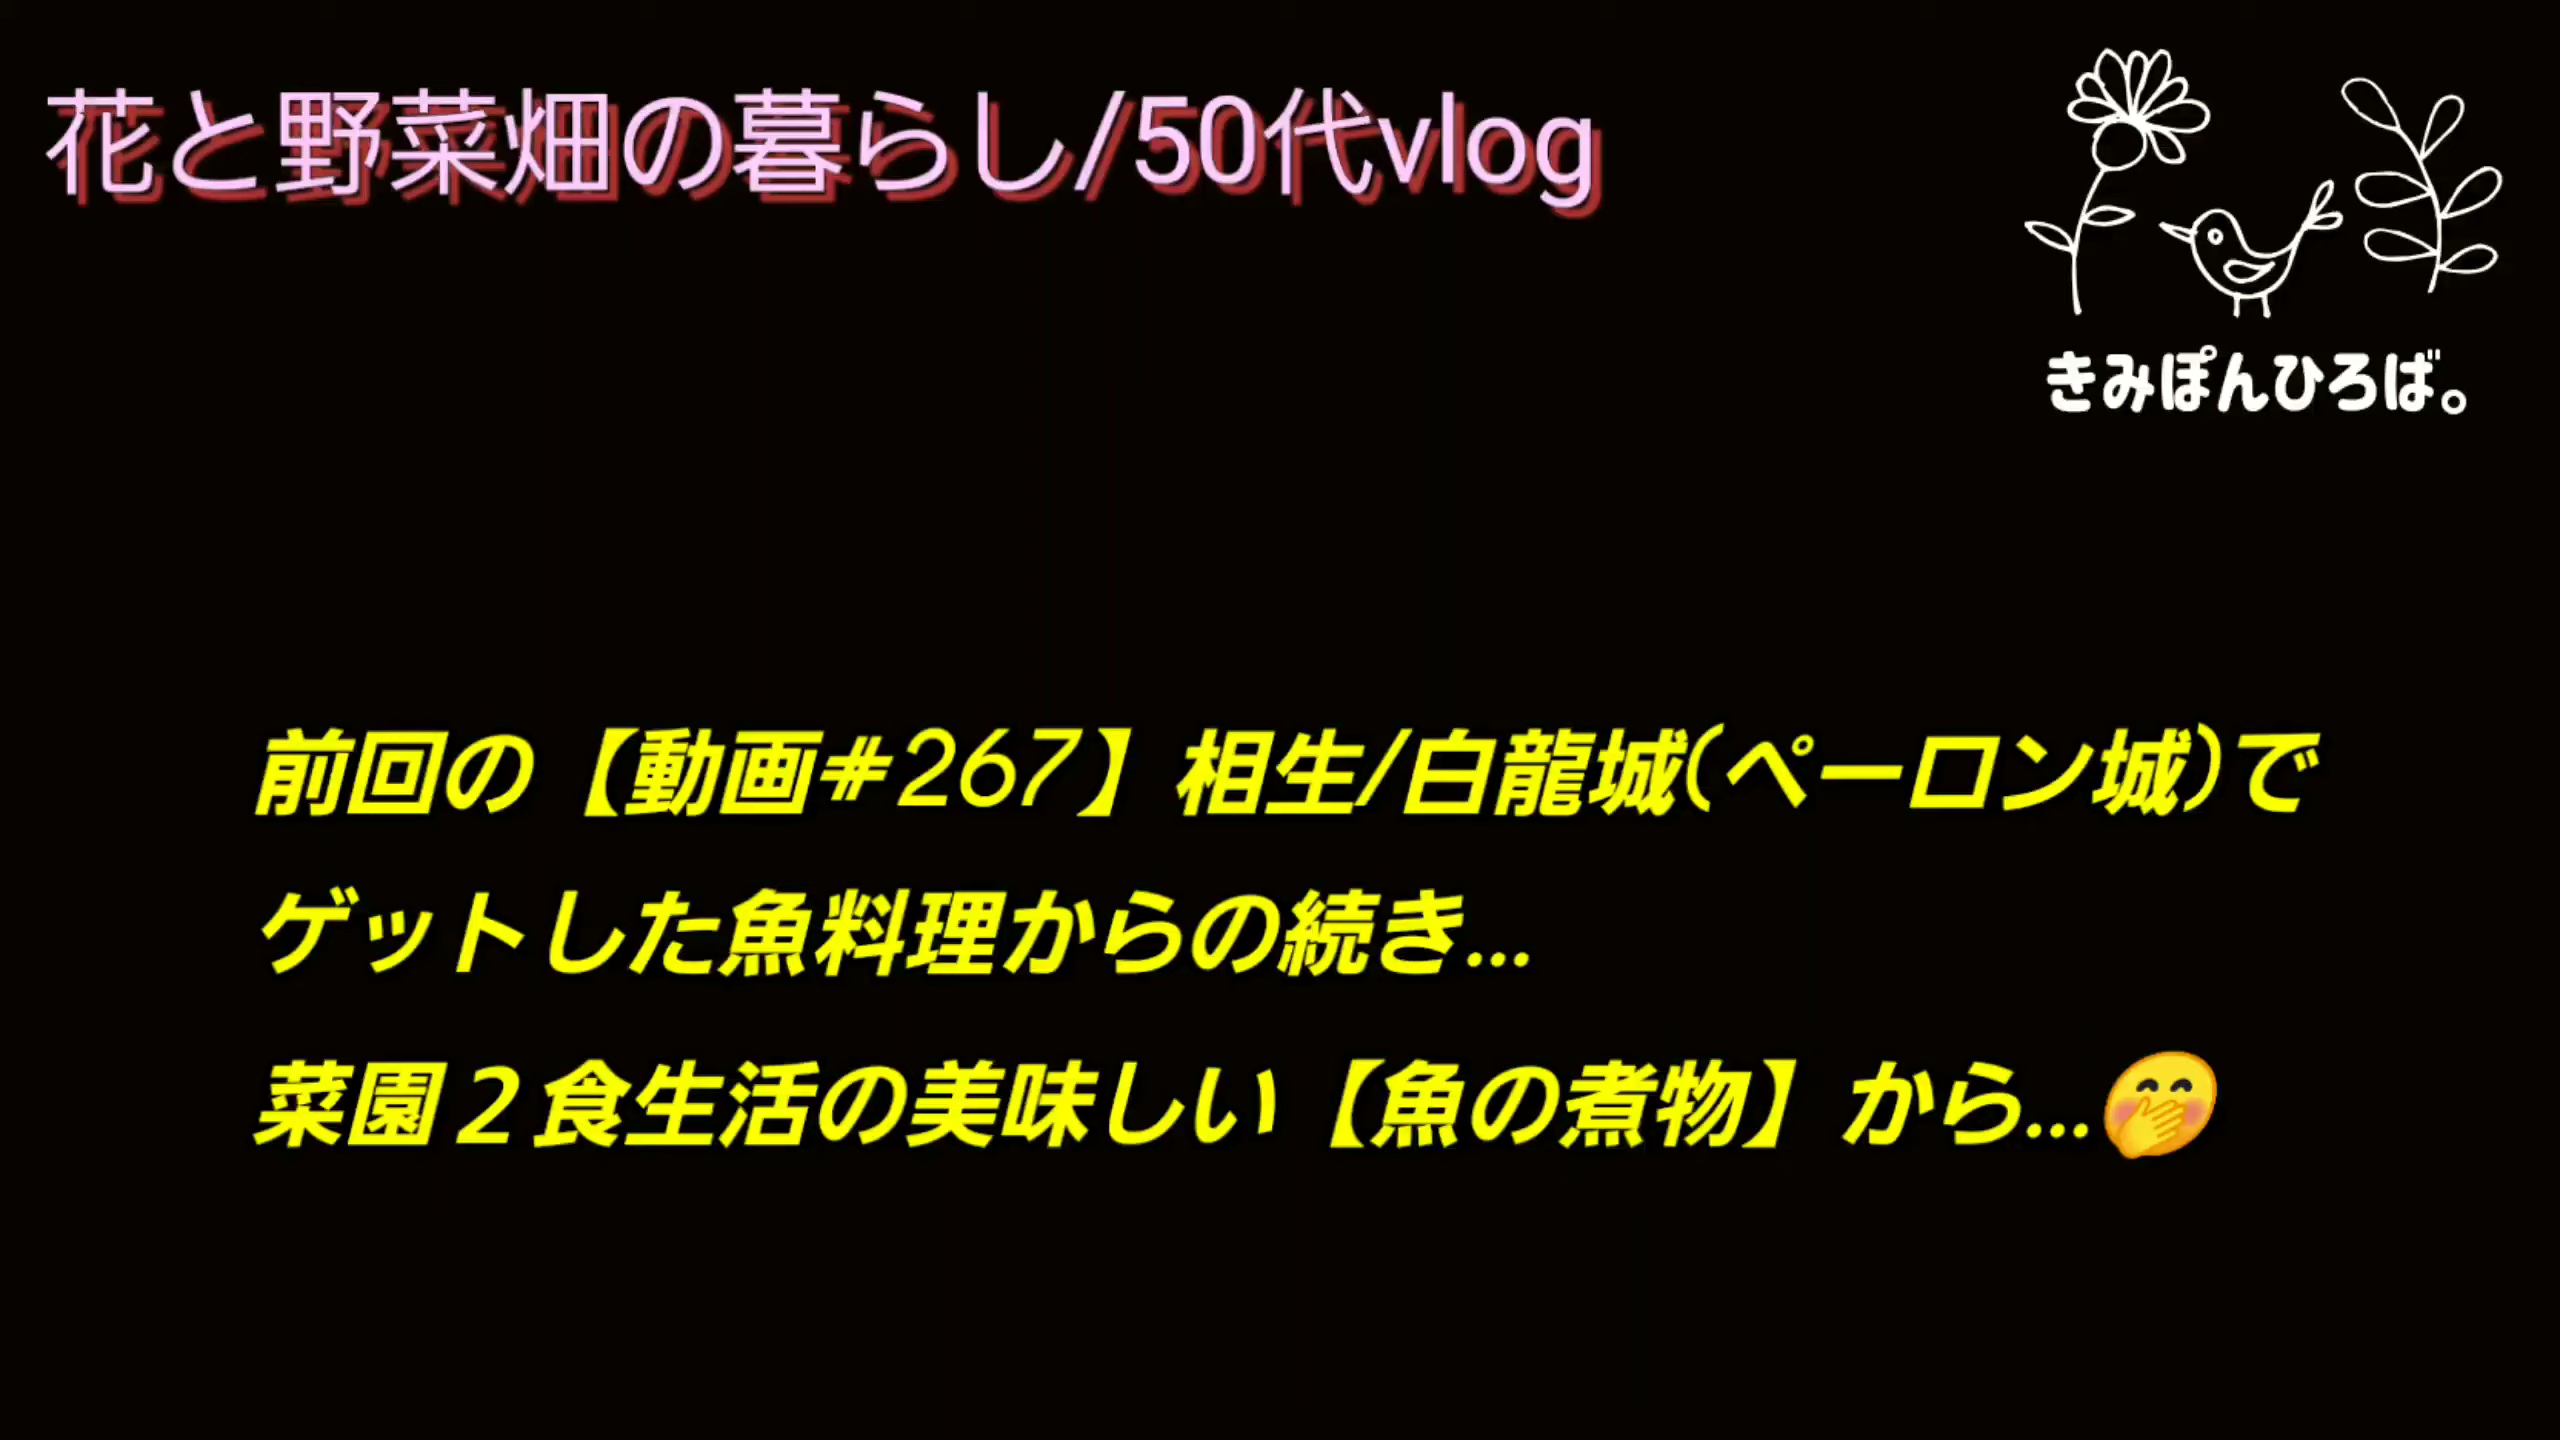 花と野菜畑の暮らし/50代vlog
きみぽんひろば。
前回の【動画#267】相生/白龍城(ペーロン城)で
ゲットした魚料理からの続き...
菜園2食生活の美味しい【魚の煮物】から...🤭